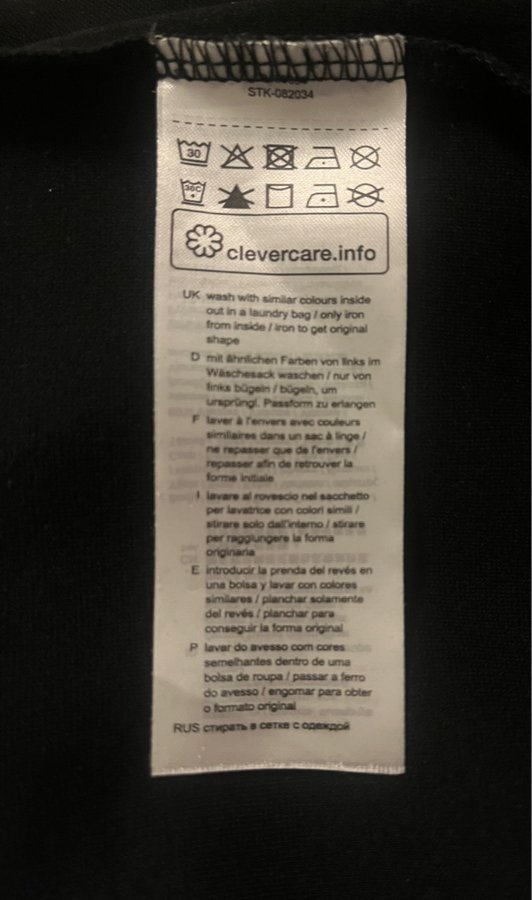 STK-082034
30
30C
clevercare.info
UK wash with similar colours inside
out in a laundry bag / only iron
from inside / iron to get original
shape
D mit ähnlichen Farben von links im
Wäschesack waschen / nur von
links bügeln / bügeln, um
ursprüngl. Passform zu erlangen
F laver à l'envers avec couleurs
similaires dans un sac à linge /
ne repasser que de l'envers /
repasser afin de retrouver la
forme initiale
I lavare al rovescio nel sacchetto
per lavatrice con colori simili /
stirare solo dall'interno / stirare
per raggiungere la forma
originaria
E introducir la prenda del revés en
una bolsa y lavar con colores
similares / planchar solamente
del revés / planchar para
conseguir la forma original
P lavar do avesso com cores
semelhantes dentro de uma
bolsa de roupa / passar a ferro
do avesso / engomar para obter
o formato original
RUS стирать в сетке с одеждой